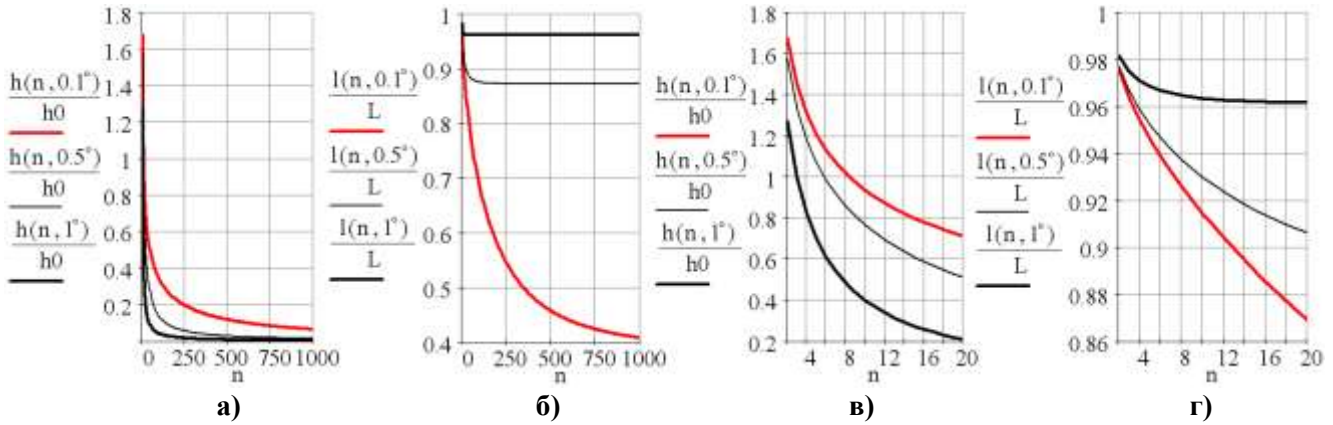 h(n,0.1°)
h0
h(n,0.5°)
h0
h(n,1°)
h0
1.8
1.6
1.4
1.2
1
0.8
0.6
0.4
0.2
0 250 500 750 1000
n
а)
l(n,0.1°)
L
l(n,0.5°)
L
l(n,1°)
L
1
0.9
0.8
0.7
0.6
0.5
0.4
0 250 500 750 1000
n
б)
h(n,0.1°)
h0
h(n,0.5°)
h0
h(n,1°)
h0
1.8
1.6
1.4
1.2
1
0.8
0.6
0.4
0.2
4 8 12 16 20
n
в)
l(n,0.1°)
L
l(n,0.5°)
L
l(n,1°)
L
1
0.98
0.96
0.94
0.92
0.9
0.88
0.86
4 8 12 16 20
n
г)